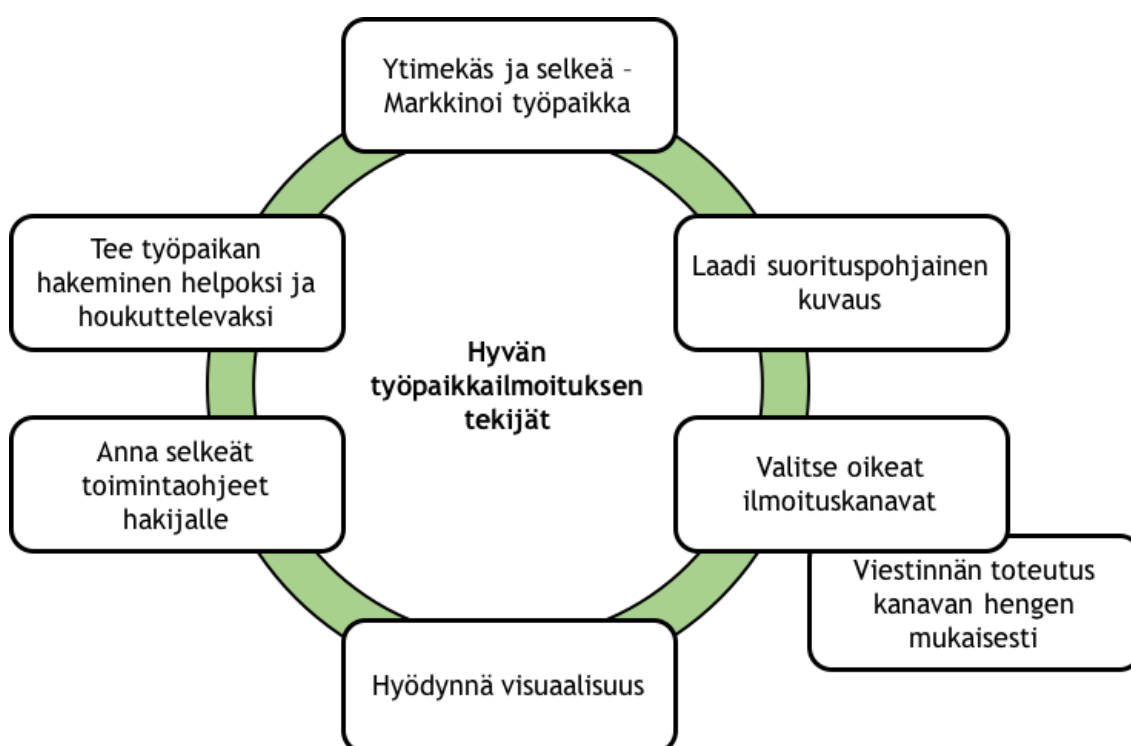 Ytimekäs ja selkeä –
Markkinoi työpaikka
Laadi suorituspohjainen
kuvaus
Valitse oikeat
ilmoituskanavat
Viestinnän toteutus
kanavan hengen
mukaisesti
Hyödynnä visuaalisuus
Anna selkeät
toimintaohjeet
hakijalle
Tee työpaikan
hakeminen helpoksi ja
houkuttelevaksi
Hyvän
työpaikkailmoituksen
tekijät